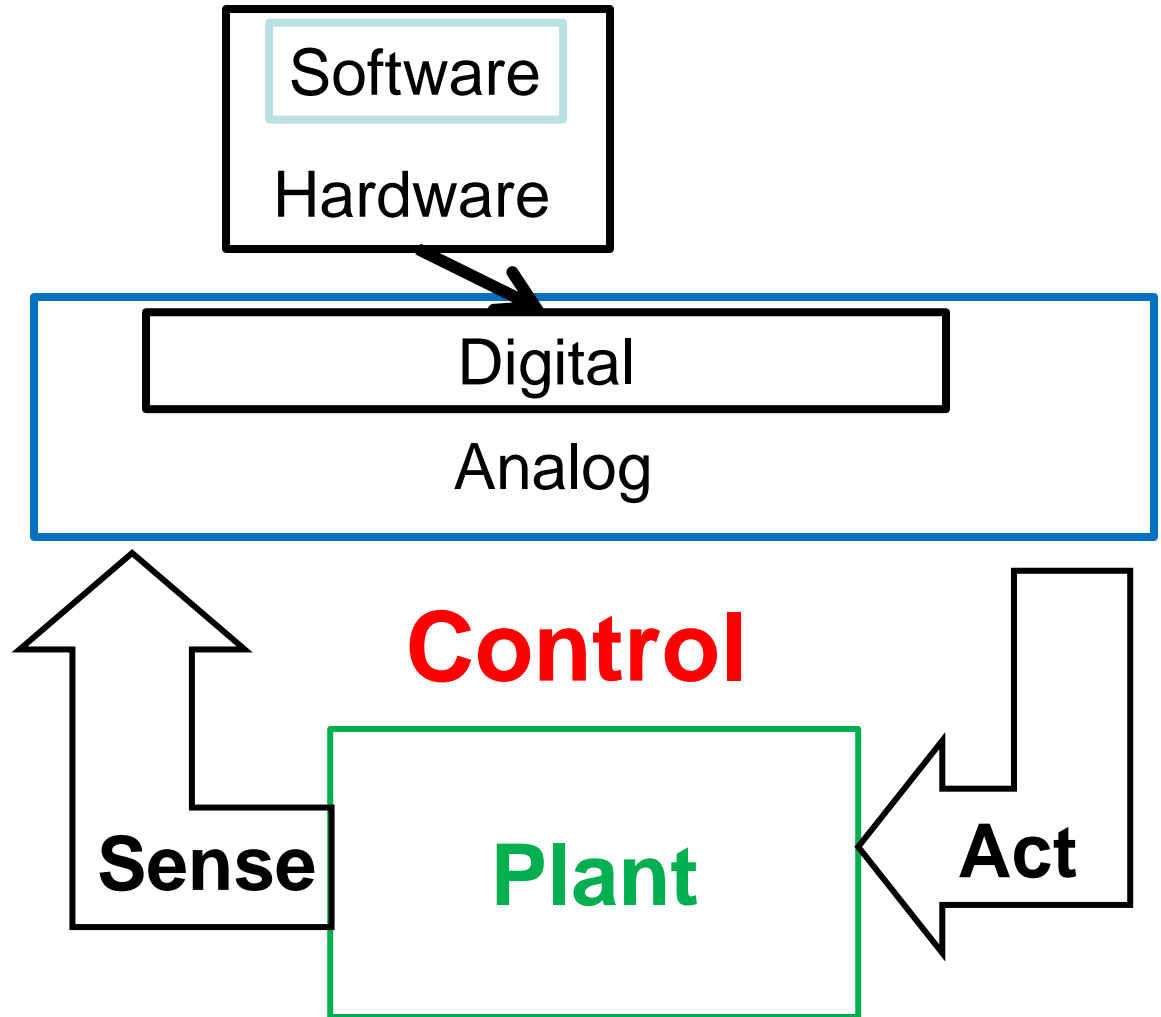 Software
Hardware
Digital
Analog
Control
Sense
Plant
Act